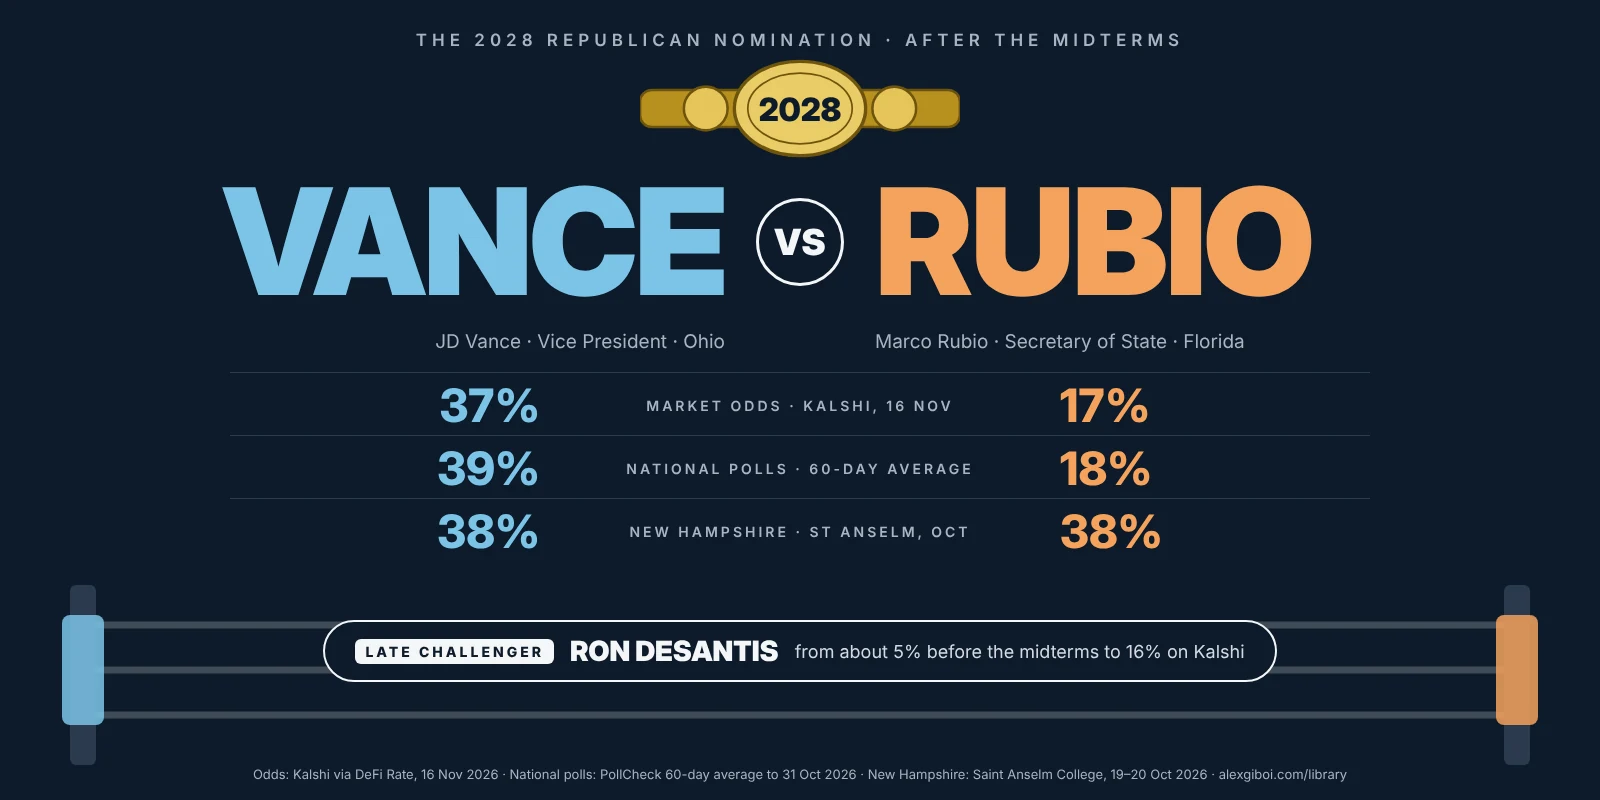 THE 2028 REPUBLICAN NOMINATION · AFTER THE MIDTERMS
2028
VANCE VS RUBIO
JD Vance · Vice President · Ohio
Marco Rubio · Secretary of State · Florida
37% MARKET ODDS · KALSHI, 16 NOV 17%
39% NATIONAL POLLS · 60-DAY AVERAGE 18%
38% NEW HAMPSHIRE · ST ANSELM, OCT 38%
LATE CHALLENGER RON DESANTIS from about 5% before the midterms to 16% on Kalshi
Odds: Kalshi via DeFi Rate, 16 Nov 2026 · National polls: PollCheck 60-day average to 31 Oct 2026 · New Hampshire: Saint Anselm College, 19–20 Oct 2026 · alexgiboi.com/library